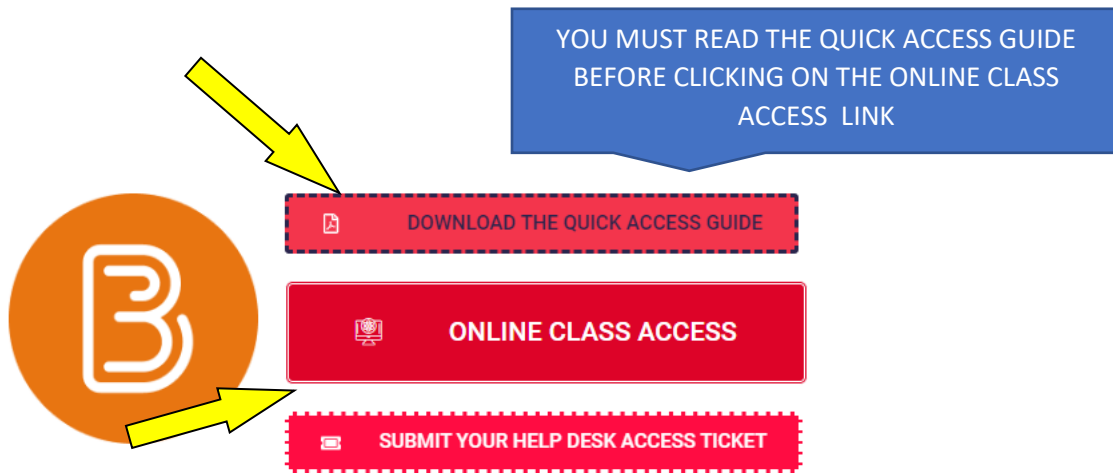 YOU MUST READ THE QUICK ACCESS GUIDE
BEFORE CLICKING ON THE ONLINE CLASS
ACCESS LINK
DOWNLOAD THE QUICK ACCESS GUIDE
B
ONLINE CLASS ACCESS
SUBMIT YOUR HELP DESK ACCESS TICKET